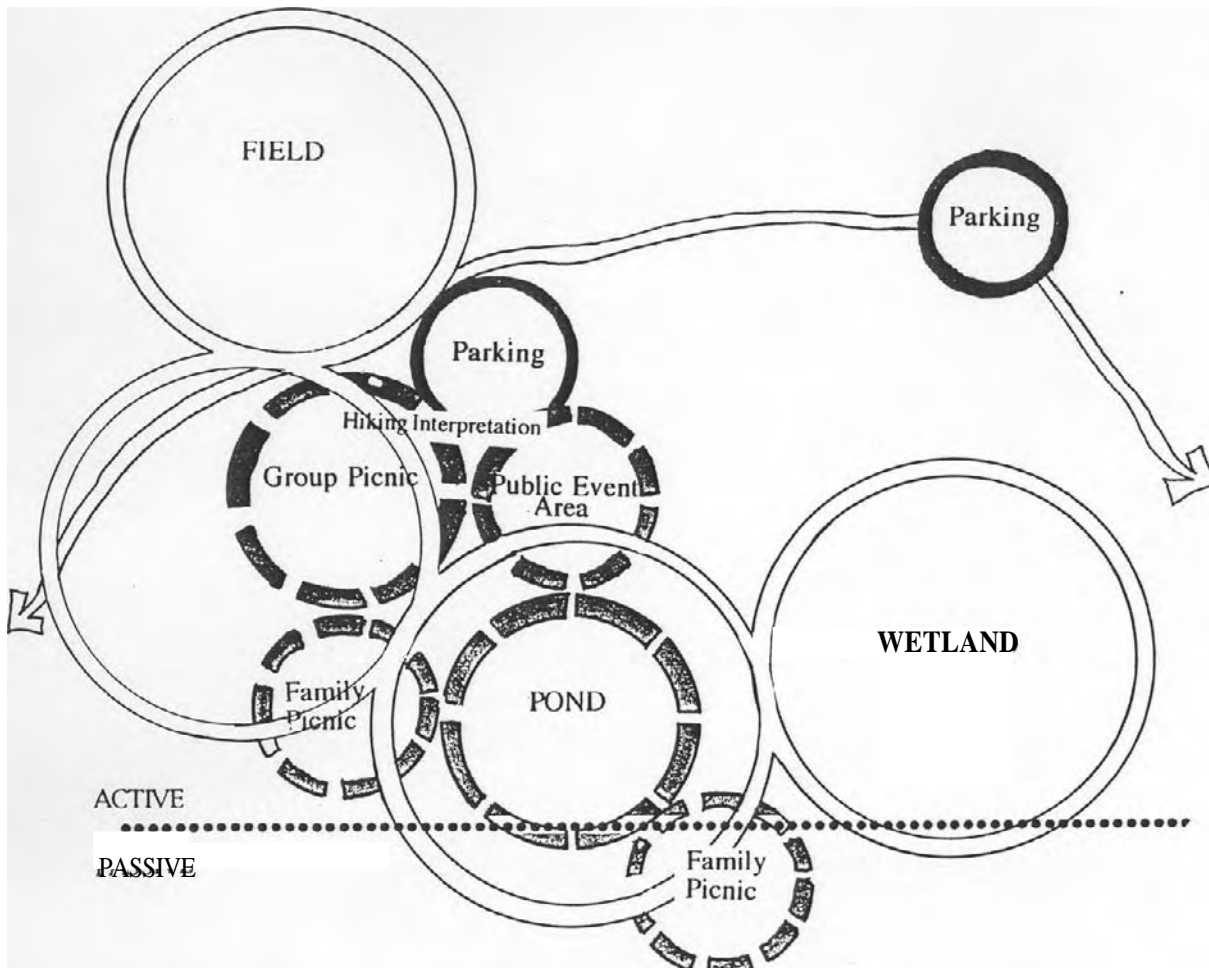 FIELD
Parking
Parking
Hiking Interpretation
Group Picnic
Public Event
Area
WETLAND
Family
Picnic
POND
ACTIVE
PASSIVE
Family
Picnic